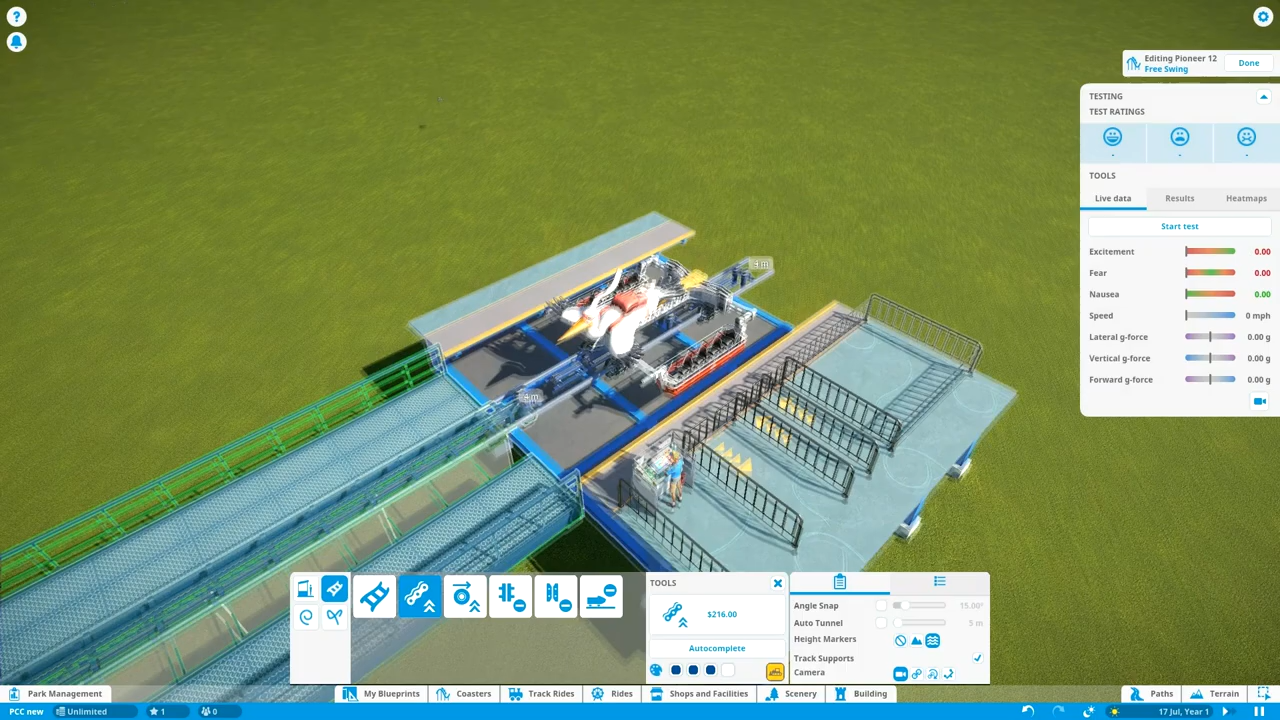 ?
Editing Pioneer 12
Free Swing
Done
TESTING
TEST RATINGS
- - -
TOOLS
Live data Results Heatmaps
Start test
Excitement 0.00
Fear 0.00
Nausea 0.00
Speed 0 mph
Lateral g-force 0.00 g
Vertical g-force 0.00 g
Forward g-force 0.00 g
4 m
TOOLS
$216.00
Autocomplete
Angle Snap 15.00°
Auto Tunnel 5 m
Height Markers
Track Supports
Camera
Park Management My Blueprints Coasters Track Rides Rides Shops and Facilities Scenery Building Paths Terrain
PCC new Unlimited 1 0 17 Jul, Year 1